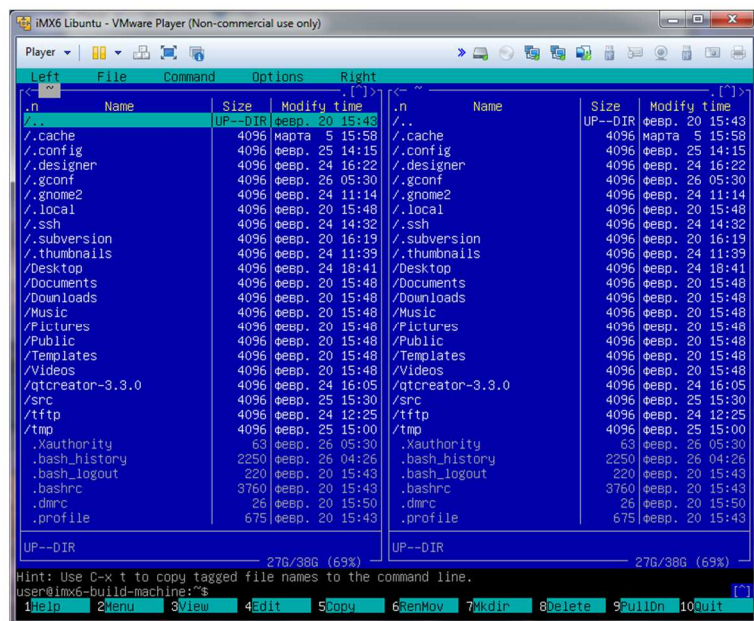 iMX6 Libuntu - VMware Player (Non-commercial use only)
Player
Left File Command Options Right
~ .[^]> ~ .[^]>
.n Name Size Modify time .n Name Size Modify time
/.. UP--DIR февр. 20 15:43 /.. UP--DIR февр. 20 15:43
/.cache 4096 марта 5 15:58 /.cache 4096 марта 5 15:58
/.config 4096 февр. 25 14:15 /.config 4096 февр. 25 14:15
/.designer 4096 февр. 24 16:22 /.designer 4096 февр. 24 16:22
/.gconf 4096 февр. 26 05:30 /.gconf 4096 февр. 26 05:30
/.gnome2 4096 февр. 24 11:14 /.gnome2 4096 февр. 24 11:14
/.local 4096 февр. 20 15:48 /.local 4096 февр. 20 15:48
/.ssh 4096 февр. 24 14:32 /.ssh 4096 февр. 24 14:32
/.subversion 4096 февр. 20 16:19 /.subversion 4096 февр. 20 16:19
/.thumbnails 4096 февр. 24 11:39 /.thumbnails 4096 февр. 24 11:39
/Desktop 4096 февр. 24 18:41 /Desktop 4096 февр. 24 18:41
/Documents 4096 февр. 20 15:48 /Documents 4096 февр. 20 15:48
/Downloads 4096 февр. 20 15:48 /Downloads 4096 февр. 20 15:48
/Music 4096 февр. 20 15:48 /Music 4096 февр. 20 15:48
/Pictures 4096 февр. 20 15:48 /Pictures 4096 февр. 20 15:48
/Public 4096 февр. 20 15:48 /Public 4096 февр. 20 15:48
/Templates 4096 февр. 20 15:48 /Templates 4096 февр. 20 15:48
/Videos 4096 февр. 20 15:48 /Videos 4096 февр. 20 15:48
/qtcreator-3.3.0 4096 февр. 24 16:05 /qtcreator-3.3.0 4096 февр. 24 16:05
/src 4096 февр. 25 15:30 /src 4096 февр. 25 15:30
/tftp 4096 февр. 24 12:25 /tftp 4096 февр. 24 12:25
/tmp 4096 февр. 25 15:00 /tmp 4096 февр. 25 15:00
.Xauthority 63 февр. 26 05:30 .Xauthority 63 февр. 26 05:30
.bash_history 2250 февр. 26 04:26 .bash_history 2250 февр. 26 04:26
.bash_logout 220 февр. 20 15:43 .bash_logout 220 февр. 20 15:43
.bashrc 3760 февр. 20 15:43 .bashrc 3760 февр. 20 15:43
.dmrc 26 февр. 20 15:50 .dmrc 26 февр. 20 15:50
.profile 675 февр. 20 15:43 .profile 675 февр. 20 15:43
UP--DIR UP--DIR
27G/38G (69%) 27G/38G (69%)
Hint: Use C-x t to copy tagged file names to the command line.
user@imx6-build-machine:~$ [^]
1Help 2Menu 3View 4Edit 5Copy 6RenMov 7Mkdir 8Delete 9PullDn 10Quit